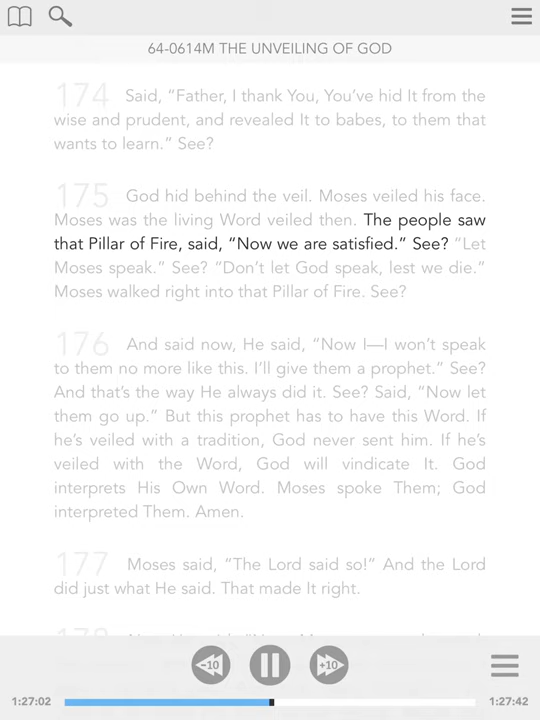 64-0614M THE UNVEILING OF GOD
174 Said, “Father, I thank You, You’ve hid It from the
wise and prudent, and revealed It to babes, to them that
wants to learn.” See?
175 God hid behind the veil. Moses veiled his face.
Moses was the living Word veiled then. The people saw
that Pillar of Fire, said, “Now we are satisfied.” See? “Let
Moses speak.” See? “Don’t let God speak, lest we die.”
Moses walked right into that Pillar of Fire. See?
176 And said now, He said, “Now I—I won’t speak
to them no more like this. I’ll give them a prophet.” See?
And that’s the way He always did it. See? Said, “Now let
them go up.” But this prophet has to have this Word. If
he’s veiled with a tradition, God never sent him. If he’s
veiled with the Word, God will vindicate It. God
interprets His Own Word. Moses spoke Them; God
interpreted Them. Amen.
177 Moses said, “The Lord said so!” And the Lord
did just what He said. That made It right.
-10 +10
1:27:02 1:27:42